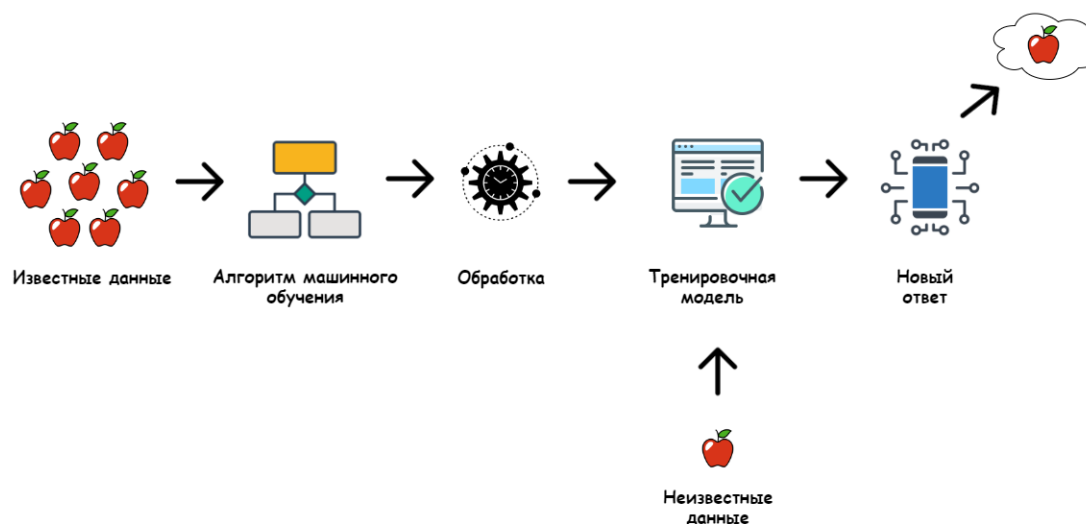 Известные данные
Алгоритм машинного
обучения
Обработка
Тренировочная
модель
Новый
ответ
Неизвестные
данные